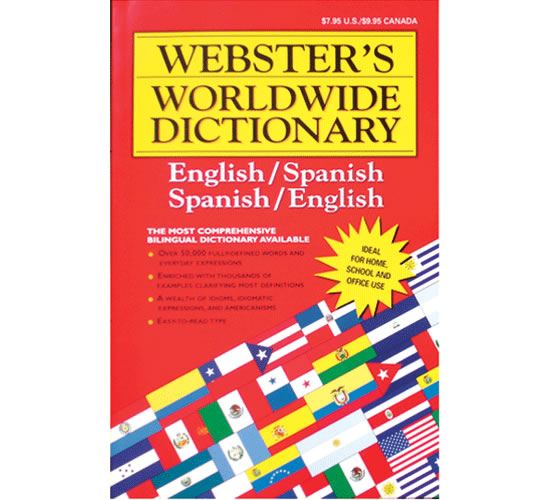 $7.95 U.S./$9.95 CANADA
WEBSTER'S
WORLDWIDE
DICTIONARY
English/Spanish
Spanish/English
THE MOST COMPREHENSIVE
BILINGUAL DICTIONARY AVAILABLE
• OVER 50,000 FULLY-DEFINED WORDS AND
EVERYDAY EXPRESSIONS
• ENRICHED WITH THOUSANDS OF
EXAMPLES CLARIFYING MOST DEFINITIONS
• A WEALTH OF IDIOMS, IDIOMATIC
EXPRESSIONS, AND AMERICANISMS
• EASY-TO-READ TYPE
IDEAL
FOR HOME,
SCHOOL AND
OFFICE USE